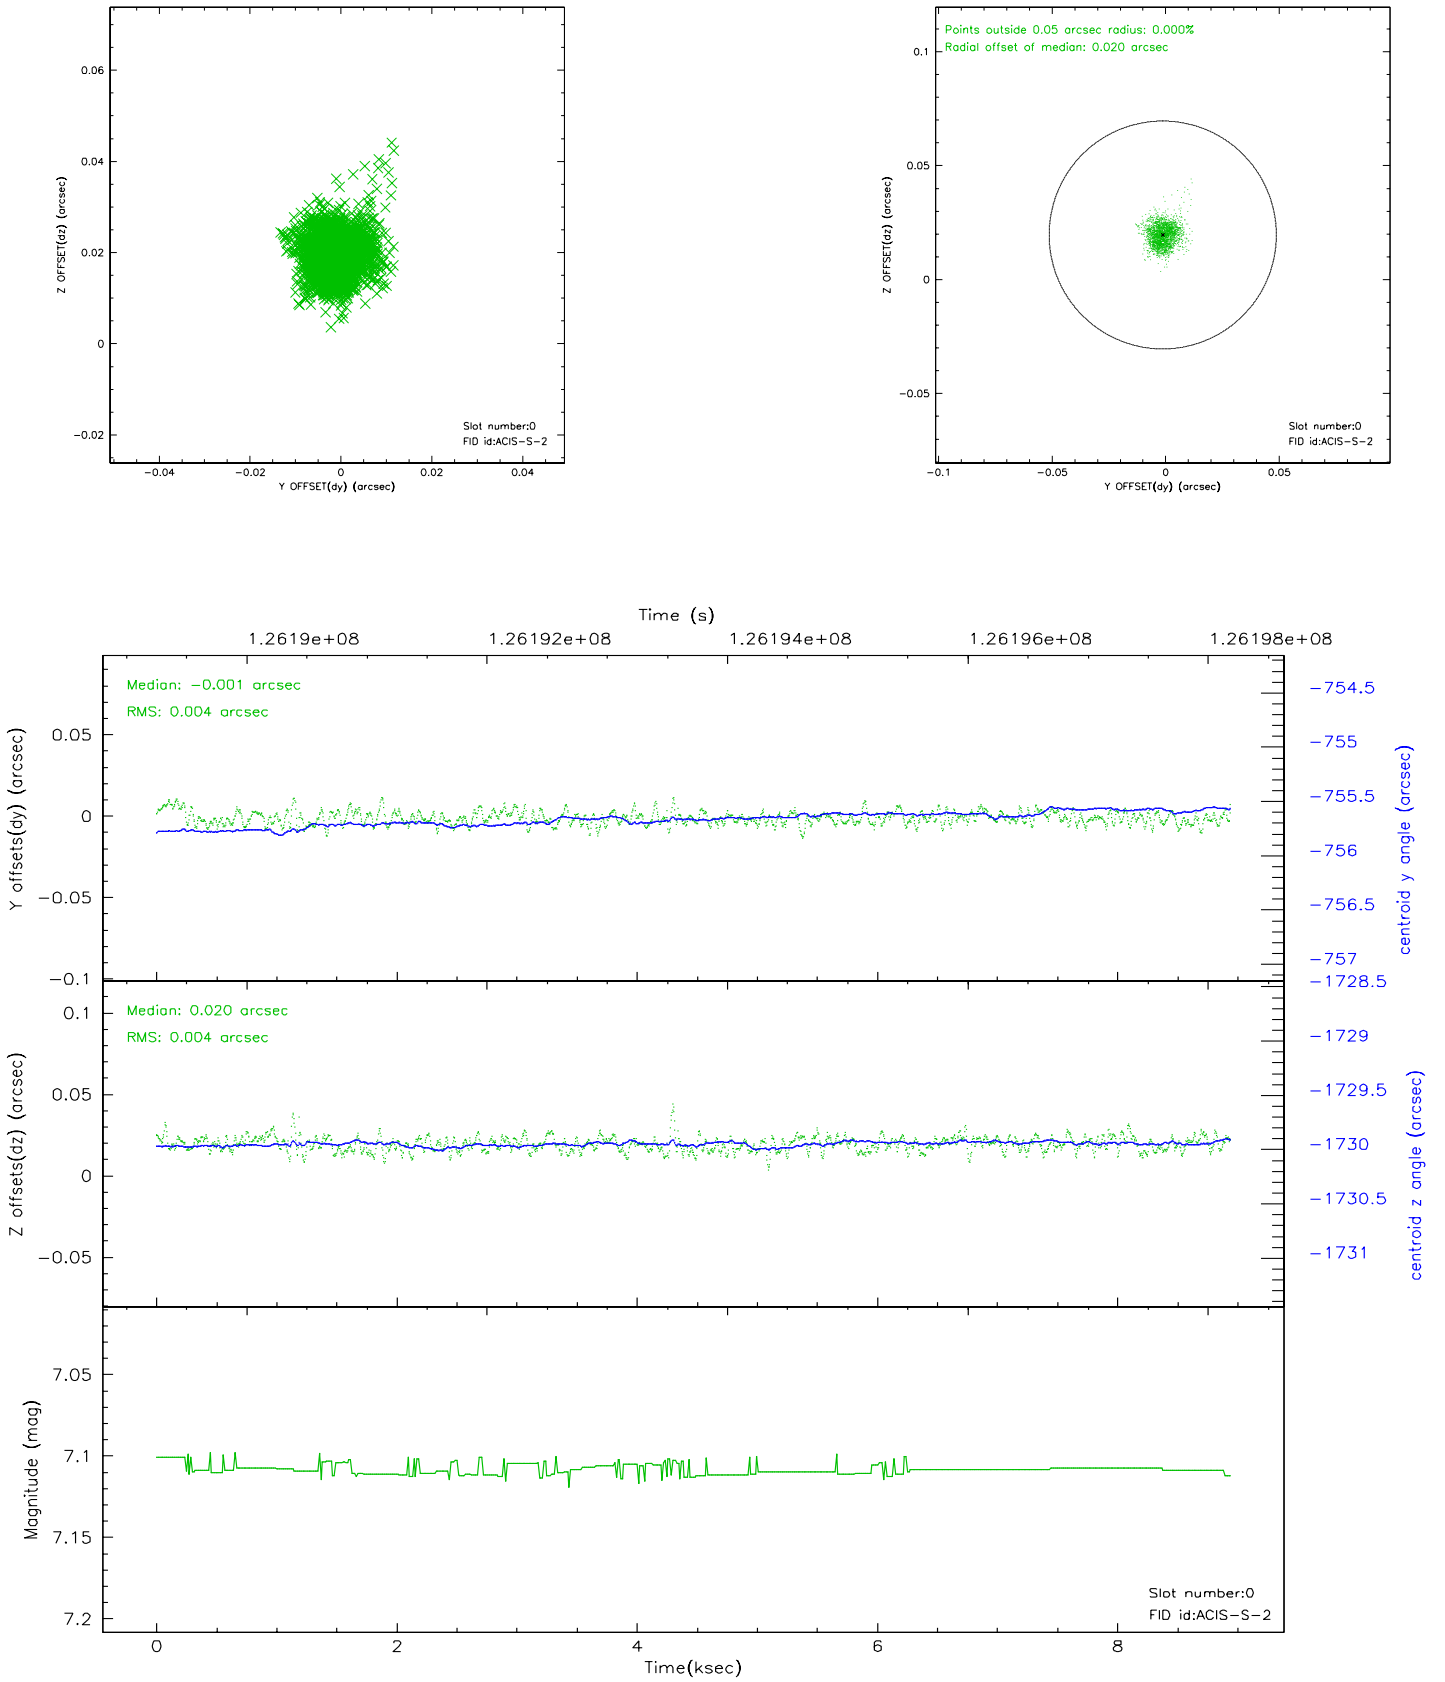 0.06
0.04
0.02
0
−0.02
Z OFFSET(dz) (arcsec)
Slot number:0
FID id:ACIS−S−2
−0.04 −0.02 0 0.02 0.04
Y OFFSET(dy) (arcsec)
Points outside 0.05 arcsec radius: 0.000%
Radial offset of median: 0.020 arcsec
0.1
0.05
0
−0.05
Z OFFSET(dz) (arcsec)
Slot number:0
FID id:ACIS−S−2
−0.1 −0.05 0 0.05
Y OFFSET(dy) (arcsec)
Time (s)
1.2619e+08 1.26192e+08 1.26194e+08 1.26196e+08 1.26198e+08
Median: −0.001 arcsec
RMS: 0.004 arcsec
0.05
0
−0.05
−0.1
Y offsets(dy) (arcsec)
−754.5
−755
−755.5
−756
−756.5
−757
centroid y angle (arcsec)
Median: 0.020 arcsec
RMS: 0.004 arcsec
0.1
0.05
0
−0.05
Z offsets(dz) (arcsec)
−1728.5
−1729
−1729.5
−1730
−1730.5
−1731
centroid z angle (arcsec)
7.05
7.1
7.15
7.2
Magnitude (mag)
Slot number:0
FID id:ACIS−S−2
0 2 4 6 8
Time(ksec)